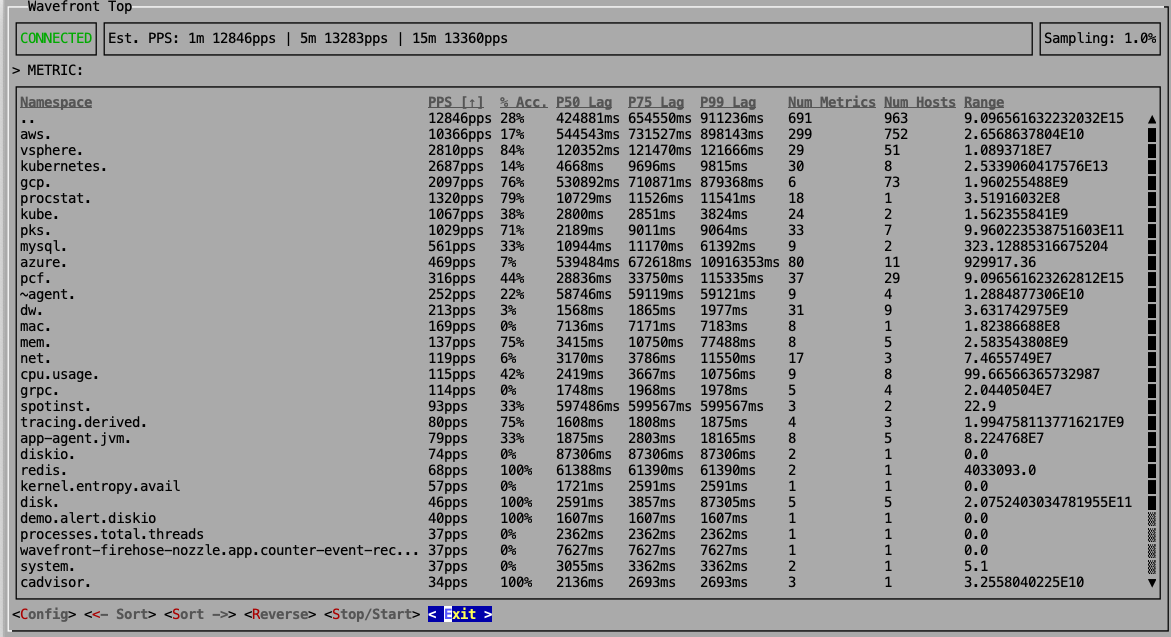 Wavefront Top
CONNECTED Est. PPS: 1m 12846pps | 5m 13283pps | 15m 13360pps Sampling: 1.0%
> METRIC:
Namespace PPS [↑] % Acc. P50 Lag P75 Lag P99 Lag Num Metrics Num Hosts Range
.. 12846pps 28% 424881ms 654550ms 911236ms 691 963 9.096561632232032E15
aws. 10366pps 17% 544543ms 731527ms 898143ms 299 752 2.6568637804E10
vsphere. 2810pps 84% 120352ms 121470ms 121666ms 29 51 1.0893718E7
kubernetes. 2687pps 14% 4668ms 9696ms 9815ms 30 8 2.5339060417576E13
gcp. 2097pps 76% 530892ms 710871ms 879368ms 6 73 1.960255488E9
procstat. 1320pps 79% 10729ms 11526ms 11541ms 18 1 3.51916032E8
kube. 1067pps 38% 2800ms 2851ms 3824ms 24 2 1.562355841E9
pks. 1029pps 71% 2189ms 9011ms 9064ms 33 7 9.960223538751603E11
mysql. 561pps 33% 10944ms 11170ms 61392ms 9 2 323.12885316675204
azure. 469pps 7% 539484ms 672618ms 10916353ms 80 11 929917.36
pcf. 316pps 44% 28836ms 33750ms 115335ms 37 29 9.096561623262812E15
~agent. 252pps 22% 58746ms 59119ms 59121ms 9 4 1.2884877306E10
dw. 213pps 3% 1568ms 1865ms 1977ms 31 9 3.631742975E9
mac. 169pps 0% 7136ms 7171ms 7183ms 8 1 1.82386688E8
mem. 137pps 75% 3415ms 10750ms 77488ms 8 5 2.583543808E9
net. 119pps 6% 3170ms 3786ms 11550ms 17 3 7.4655749E7
cpu.usage. 115pps 42% 2419ms 3667ms 10756ms 9 8 99.66566365732987
grpc. 114pps 0% 1748ms 1968ms 1978ms 5 4 2.0440504E7
spotinst. 93pps 33% 597486ms 599567ms 599567ms 3 2 22.9
tracing.derived. 80pps 75% 1608ms 1808ms 1875ms 4 3 1.9947581137716217E9
app-agent.jvm. 79pps 33% 1875ms 2803ms 18165ms 8 5 8.224768E7
diskio. 74pps 0% 87306ms 87306ms 87306ms 2 1 0.0
redis. 68pps 100% 61388ms 61390ms 61390ms 2 1 4033093.0
kernel.entropy.avail 57pps 0% 1721ms 2591ms 2591ms 1 1 0.0
disk. 46pps 100% 2591ms 3857ms 87305ms 5 5 2.0752403034781955E11
demo.alert.diskio 40pps 100% 1607ms 1607ms 1607ms 1 1 0.0
processes.total.threads 37pps 0% 2362ms 2362ms 2362ms 1 1 0.0
wavefront-firehose-nozzle.app.counter-event-rec... 37pps 0% 7627ms 7627ms 7627ms 1 1 0.0
system. 37pps 0% 3055ms 3362ms 3362ms 2 1 5.1
cadvisor. 34pps 100% 2136ms 2693ms 2693ms 3 1 3.2558040225E10
<Config> <<- Sort> <Sort ->> <Reverse> <Stop/Start> < Exit >